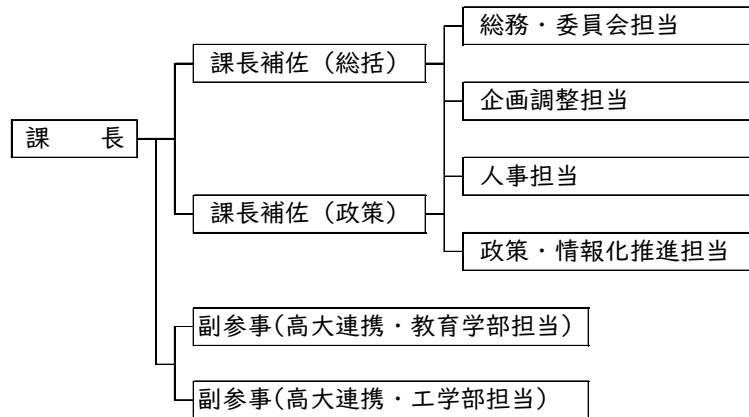 課　　長
課長補佐（総括）
課長補佐（政策）
総務・委員会担当
企画調整担当
人事担当
政策・情報化推進担当
副参事(高大連携・教育学部担当)
副参事(高大連携・工学部担当)